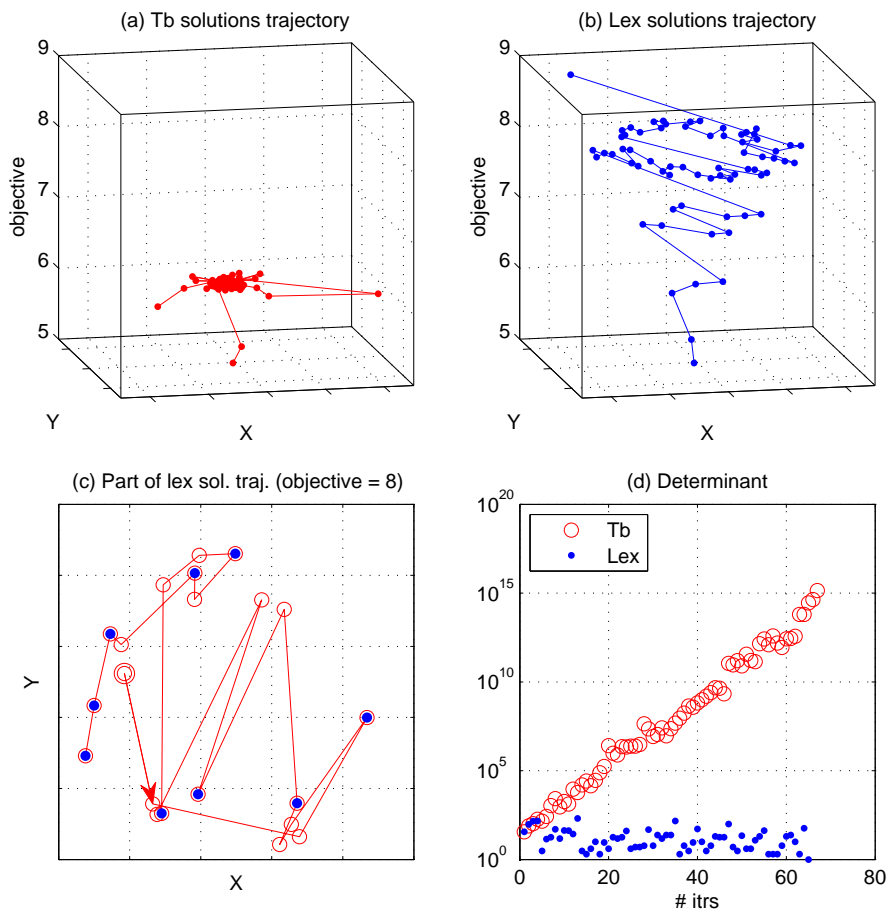 (a) Tb solutions trajectory
9
8
7
6
5
objective
Y
X
(b) Lex solutions trajectory
9
8
7
6
5
objective
Y
X
(c) Part of lex sol. traj. (objective = 8)
Y
X
(d) Determinant
10^20
10^15
10^10
10^5
10^0
Tb
Lex
0 20 40 60 80
# itrs